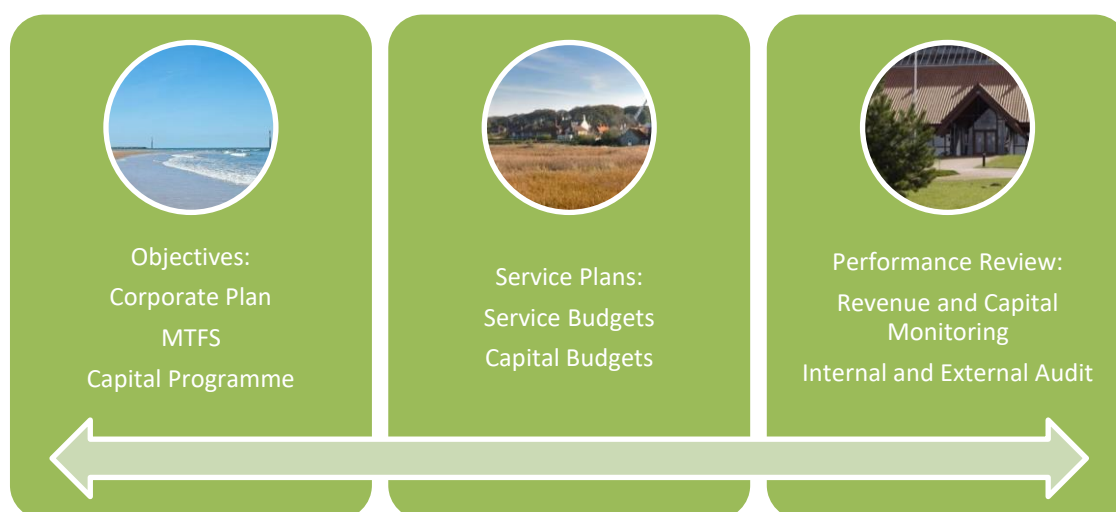 Objectives:
Corporate Plan
MTFS
Capital Programme
Service Plans:
Service Budgets
Capital Budgets
Performance Review:
Revenue and Capital
Monitoring
Internal and External Audit